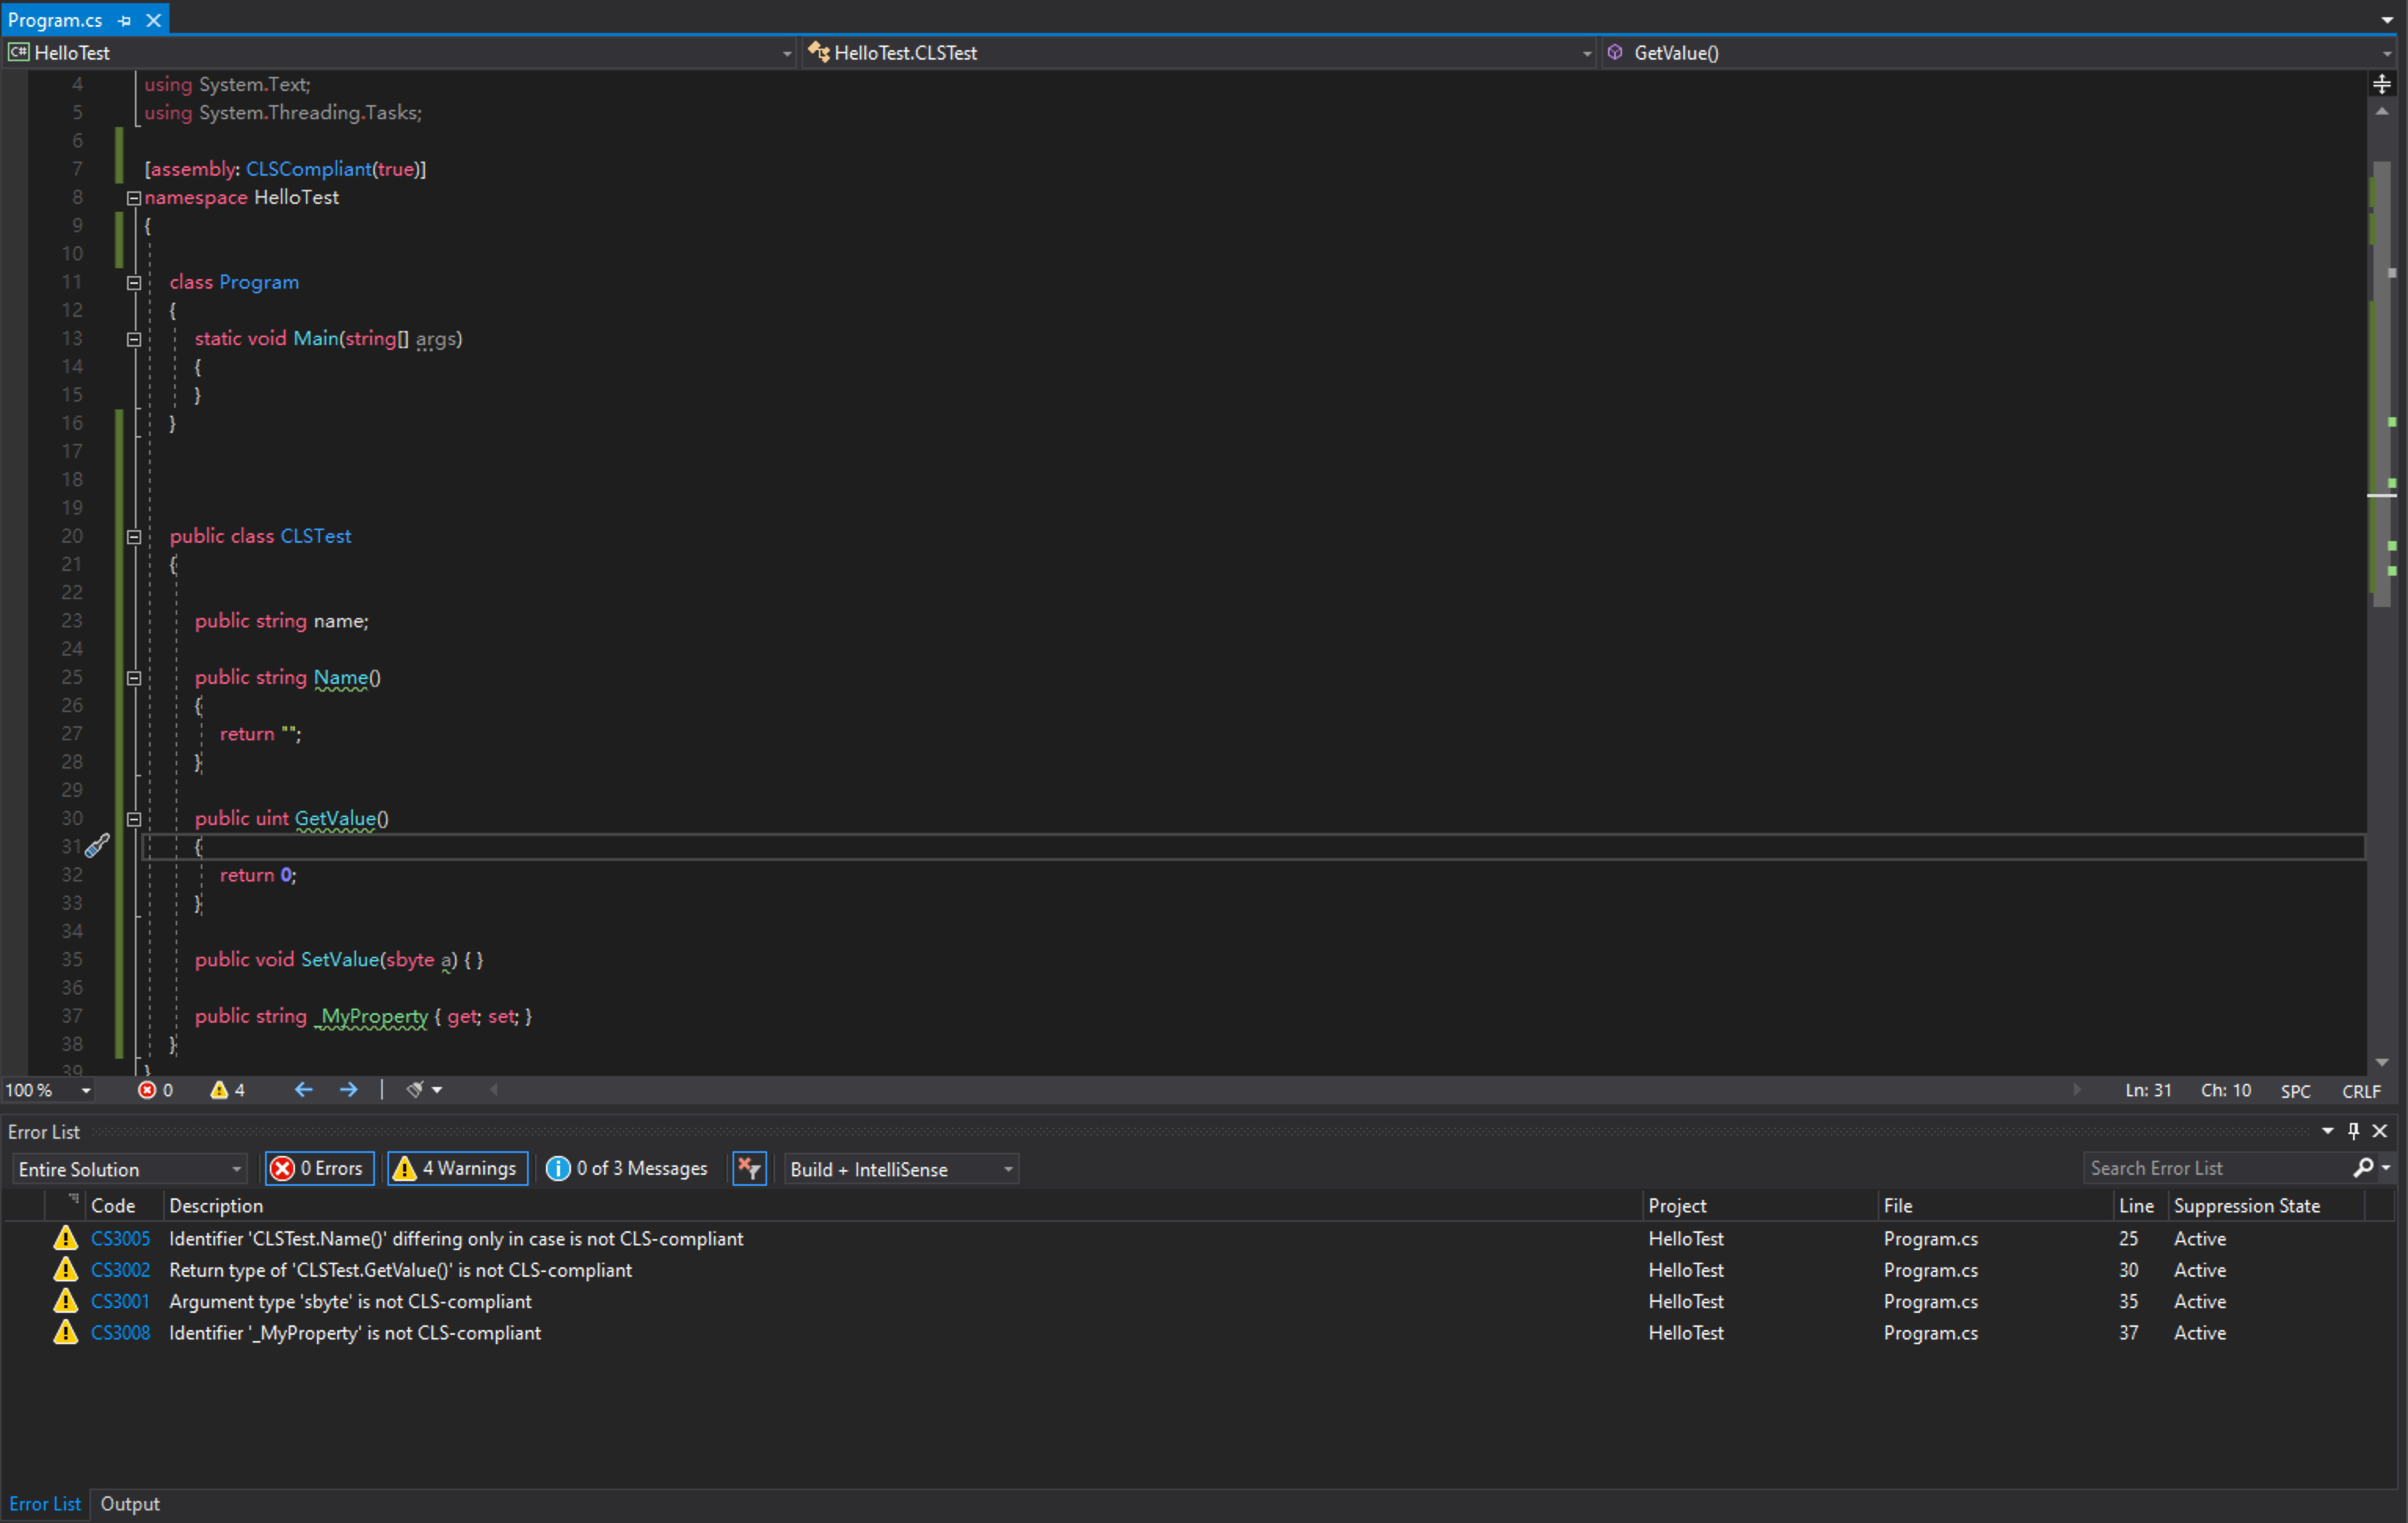 Program.cs
HelloTest HelloTest.CLSTest GetValue()
4 using System.Text;
5 using System.Threading.Tasks;
6
7 [assembly: CLSCompliant(true)]
8 namespace HelloTest
9 {
10
11 class Program
12 {
13 static void Main(string[] args)
14 {
15 }
16 }
17
18
19
20 public class CLSTest
21 {
22
23 public string name;
24
25 public string Name()
26 {
27 return "";
28 }
29
30 public uint GetValue()
31 {
32 return 0;
33 }
34
35 public void SetValue(sbyte a) { }
36
37 public string _MyProperty { get; set; }
38 }
39 }
100 % 0 4 Ln: 31 Ch: 10 SPC CRLF
Error List
Entire Solution 0 Errors 4 Warnings 0 of 3 Messages Build + IntelliSense Search Error List
Code Description Project File Line Suppression State
CS3005 Identifier 'CLSTest.Name()' differing only in case is not CLS-compliant HelloTest Program.cs 25 Active
CS3002 Return type of 'CLSTest.GetValue()' is not CLS-compliant HelloTest Program.cs 30 Active
CS3001 Argument type 'sbyte' is not CLS-compliant HelloTest Program.cs 35 Active
CS3008 Identifier '_MyProperty' is not CLS-compliant HelloTest Program.cs 37 Active
Error List Output